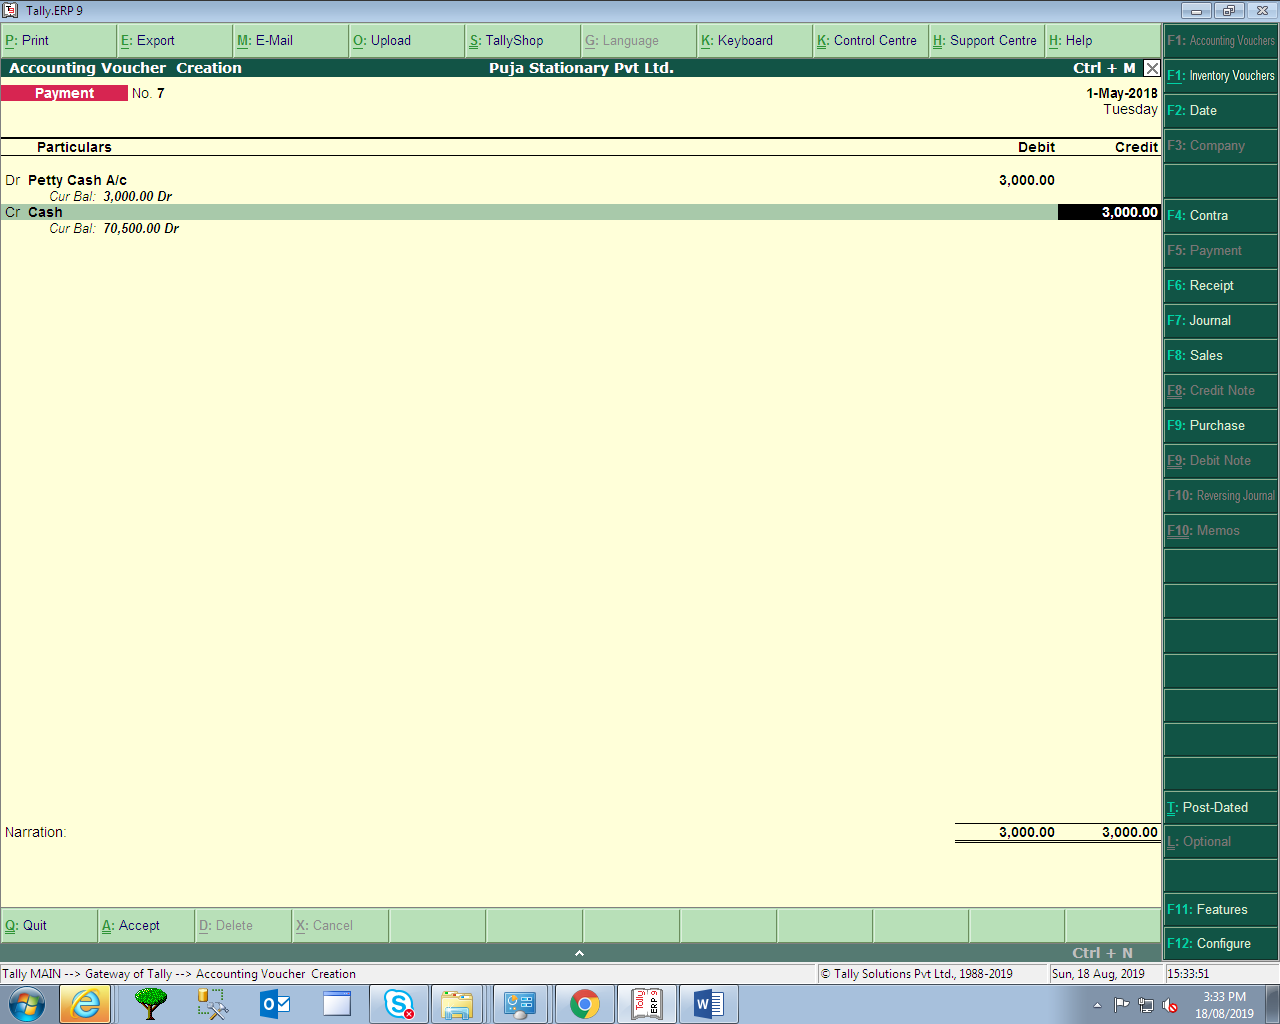 Tally.ERP 9
P: Print E: Export M: E-Mail O: Upload S: TallyShop G: Language K: Keyboard K: Control Centre H: Support Centre H: Help
Accounting Voucher Creation Puja Stationary Pvt Ltd. Ctrl + M
Payment No. 7 1-May-2018
Tuesday
Particulars Debit Credit
Dr Petty Cash A/c 3,000.00
Cur Bal: 3,000.00 Dr
Cr Cash 3,000.00
Cur Bal: 70,500.00 Dr
Narration: 3,000.00 3,000.00
F1: Accounting Vouchers
F1: Inventory Vouchers
F2: Date
F3: Company
F4: Contra
F5: Payment
F6: Receipt
F7: Journal
F8: Sales
F8: Credit Note
F9: Purchase
F9: Debit Note
F10: Reversing Journal
F10: Memos
T: Post-Dated
L: Optional
F11: Features
F12: Configure
Q: Quit A: Accept D: Delete X: Cancel
Ctrl + N
Tally MAIN --> Gateway of Tally --> Accounting Voucher Creation © Tally Solutions Pvt Ltd., 1988-2019 Sun, 18 Aug, 2019 15:33:51
Tally ERP 9
3:33 PM
18/08/2019